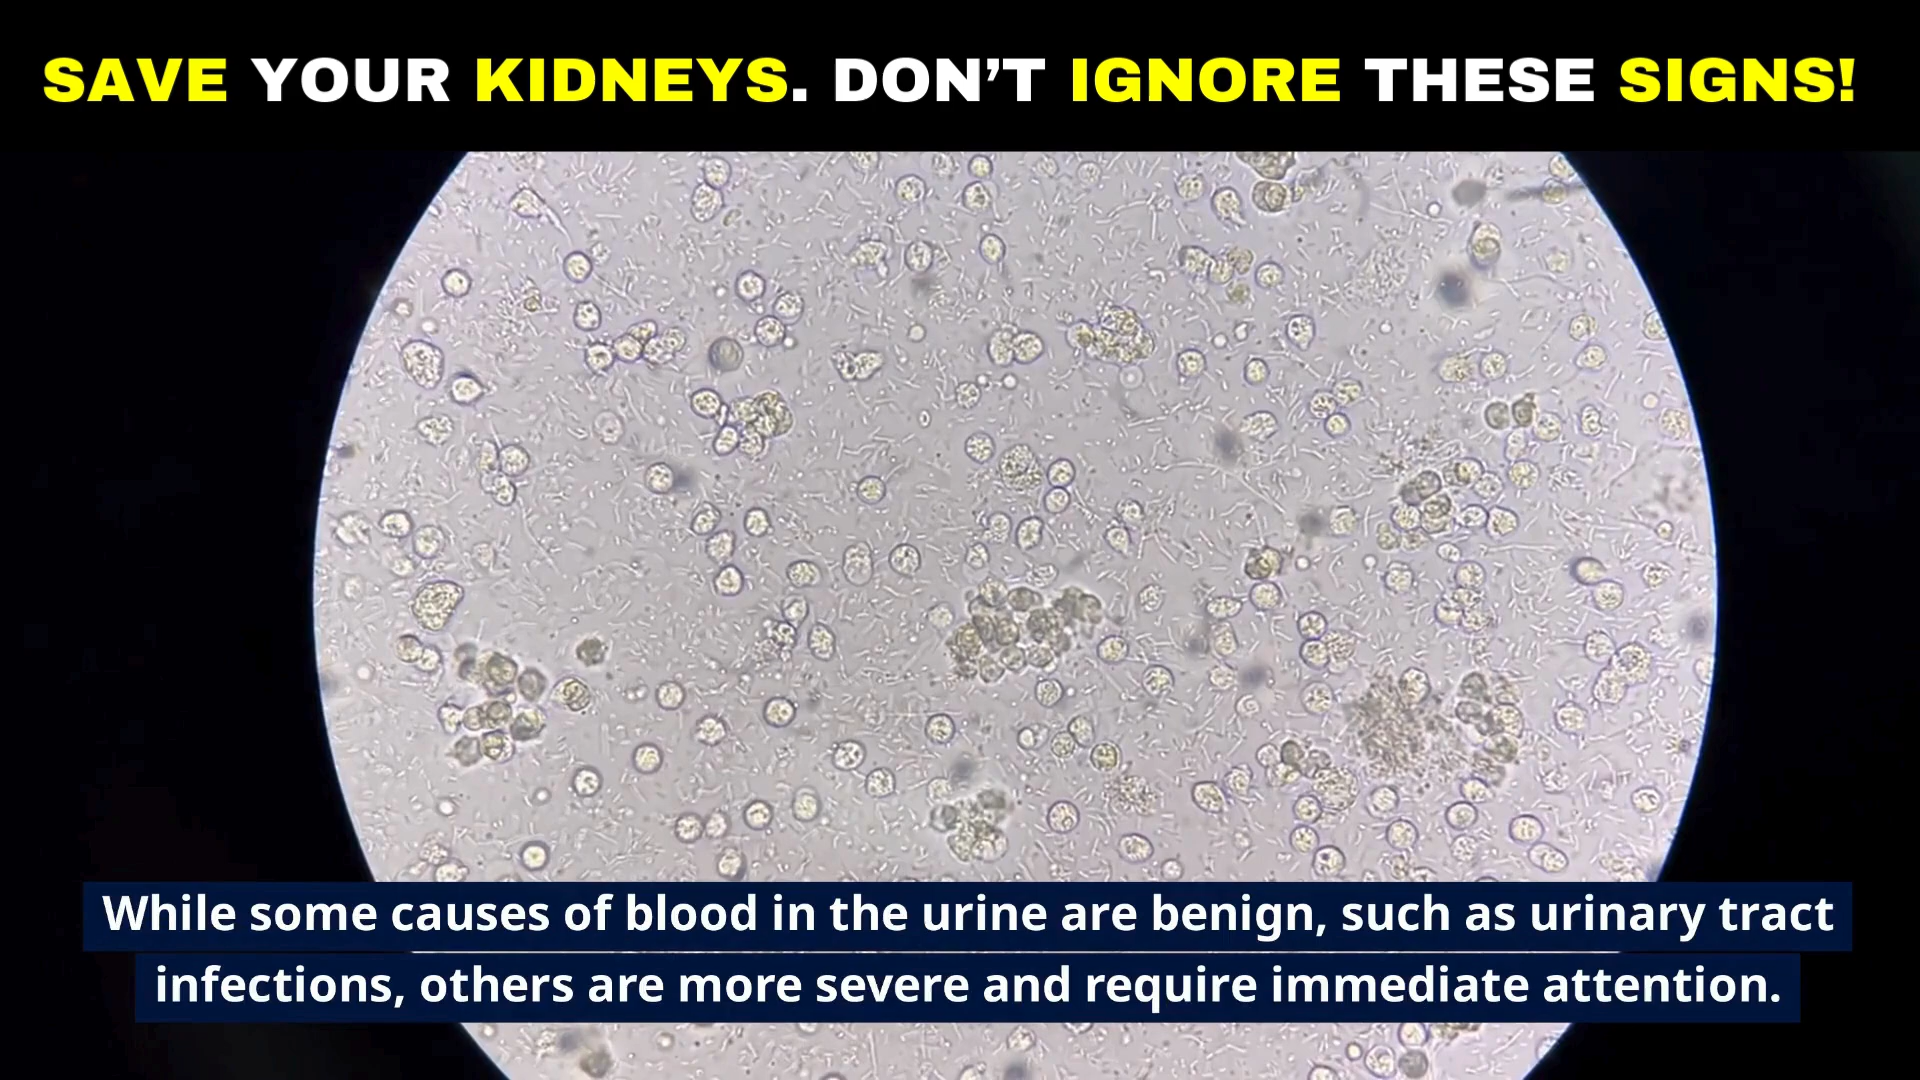 SAVE YOUR KIDNEYS. DON’T IGNORE THESE SIGNS!
While some causes of blood in the urine are benign, such as urinary tract
infections, others are more severe and require immediate attention.